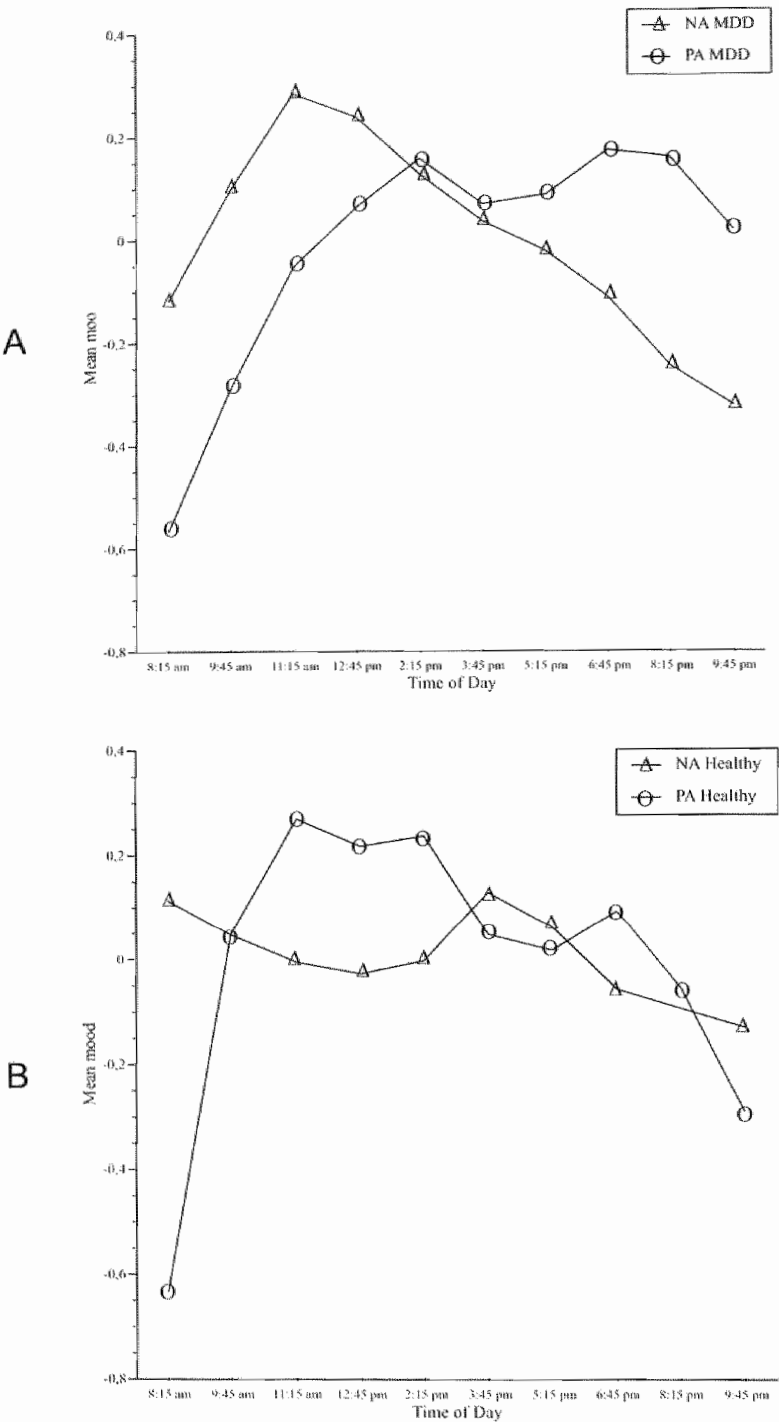 NA MDD
PA MDD
0,4
0,2
0
-0,2
-0,4
-0,6
-0,8
A
Mean moo
8:15 am 9:45 am 11:15 am 12:45 pm 2:15 pm 3:45 pm 5:15 pm 6:45 pm 8:15 pm 9:45 pm
Time of Day
NA Healthy
PA Healthy
0,4
0,2
0
-0,2
-0,4
-0,6
-0,8
B
Mean mood
8:15 am 9:45 am 11:15 am 12:45 pm 2:15 pm 3:45 pm 5:15 pm 6:45 pm 8:15 pm 9:45 pm
Time of Day